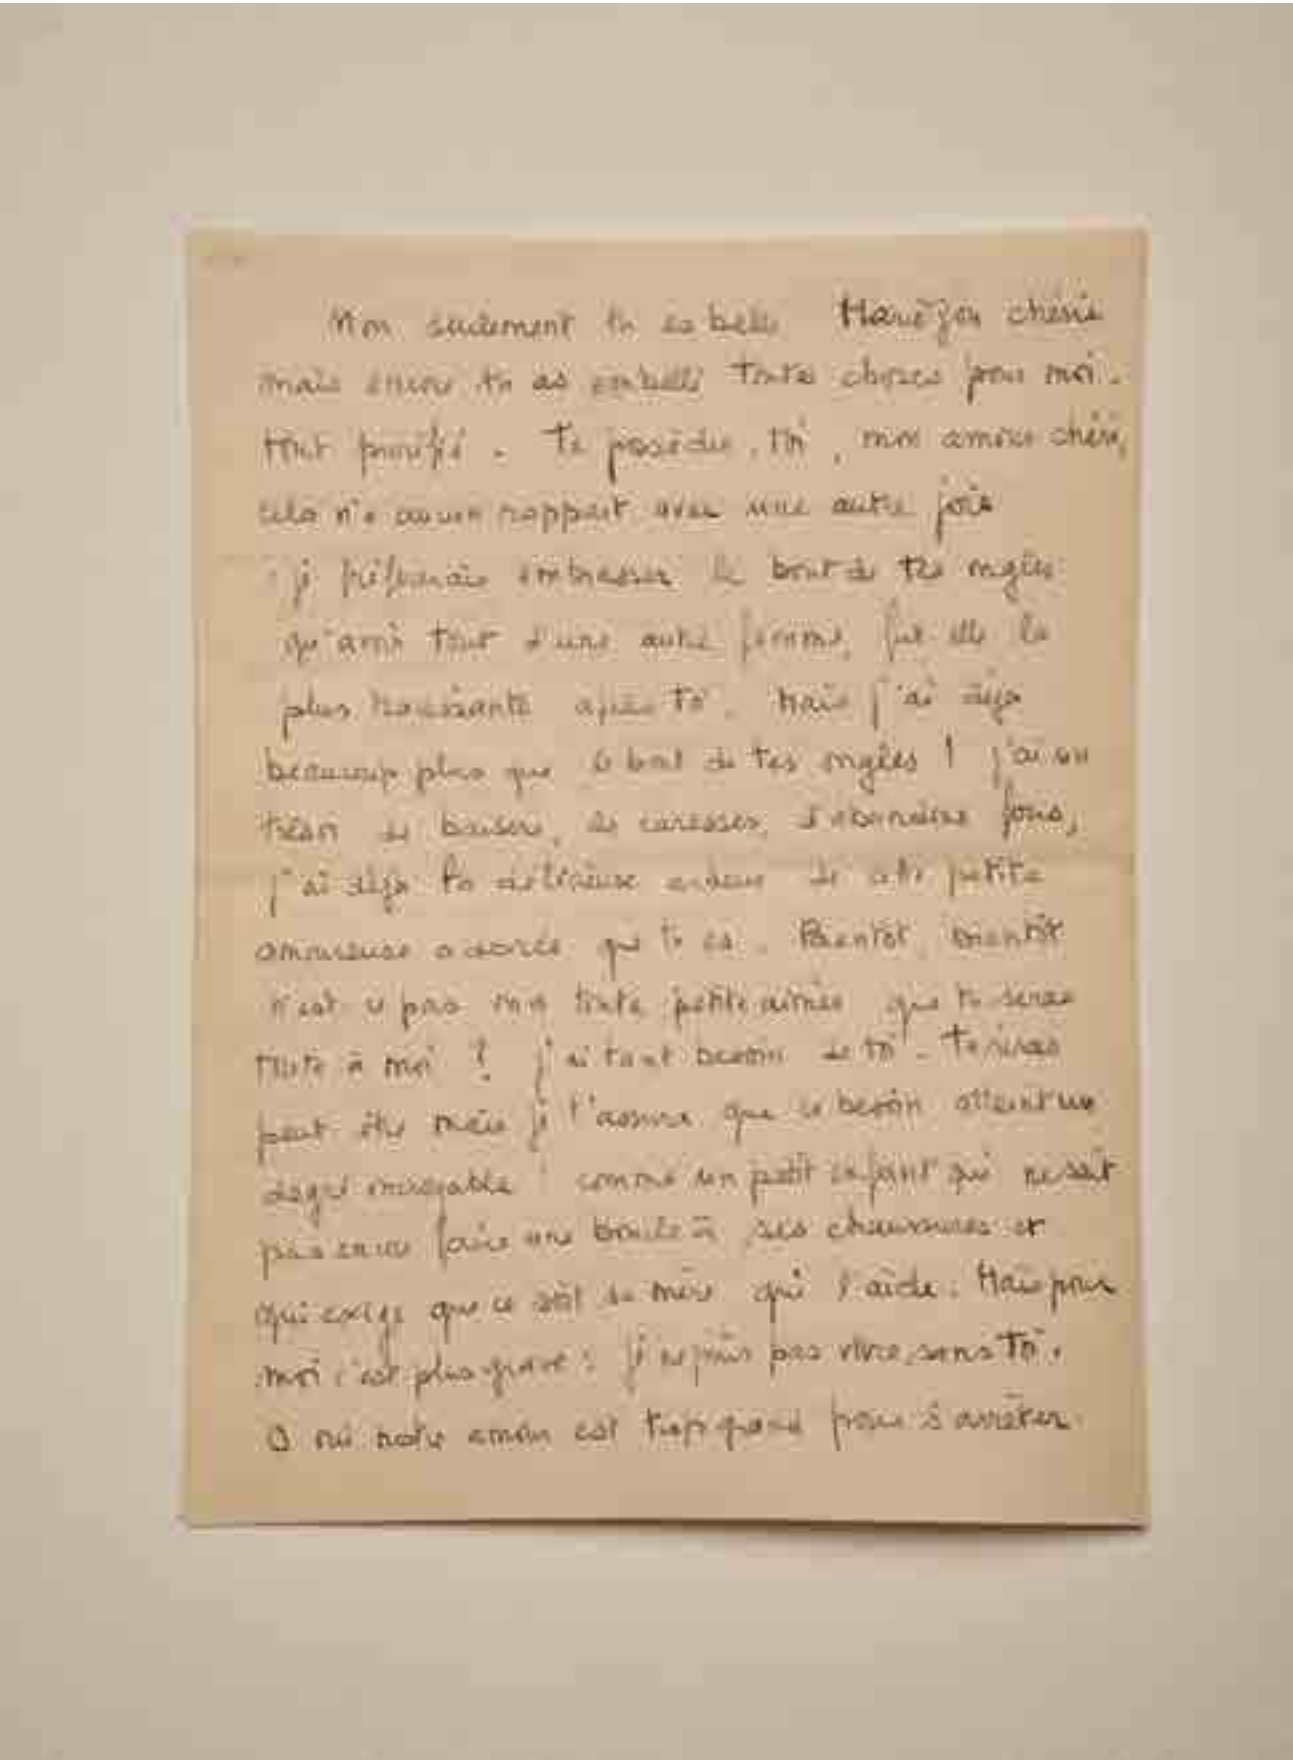 Non seulement tu es belle Mariezou chérie
mais encore tu as embelli toutes choses pour moi.
tout purifié. Te posséder, toi, mon amour chéri,
cela n'a aucun rapport avec une autre joie
je préférerais embrasser le bout de tes ongles
qu'avoir tout d'une autre femme, fut elle la
plus ravissante après toi. Mais j'ai déjà
beaucoup plus que le bout de tes ongles ! j'ai un
trésor de baisers, de caresses, d'abandons fous,
j'ai déjà la délicieuse ardeur de cette petite
amoureuse adorée que tu es. Bientôt, bientôt
n'est ce pas ma toute petite aimée que tu seras
toute à moi ? j'ai tant besoin de toi. Tu riras
peut être mais je t'assure que ce besoin atteint un
degré incroyable : comme un petit enfant qui ne sait
pas encore faire une boucle à ses chaussures et
qui exige que ce soit sa mère qui l'aide. Mais pour
moi c'est plus grave : je ne puis pas vivre sans toi.
O oui notre amour est trop grand pour s'arrêter